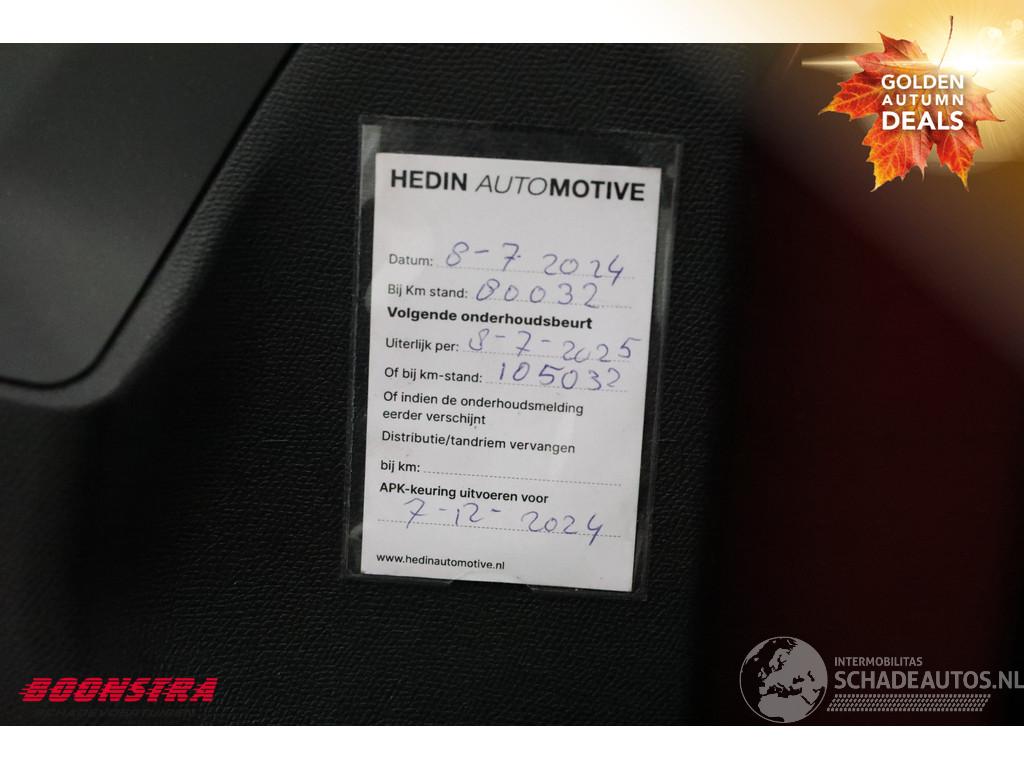 GOLDEN
AUTUMN
DEALS
HEDIN AUTOMOTIVE
Datum: 8-7-2024
Bij Km stand: 80032
Volgende onderhoudsbeurt
Uiterlijk per: 8-7-2025
Of bij km-stand: 105032
Of indien de onderhoudsmelding
eerder verschijnt
Distributie/tandriem vervangen
bij km:
APK-keuring uitvoeren voor
7-12-2024
www.hedinautomotive.nl
BOONSTRA
INTERMOBILITAS
SCHADEAUTOS.NL